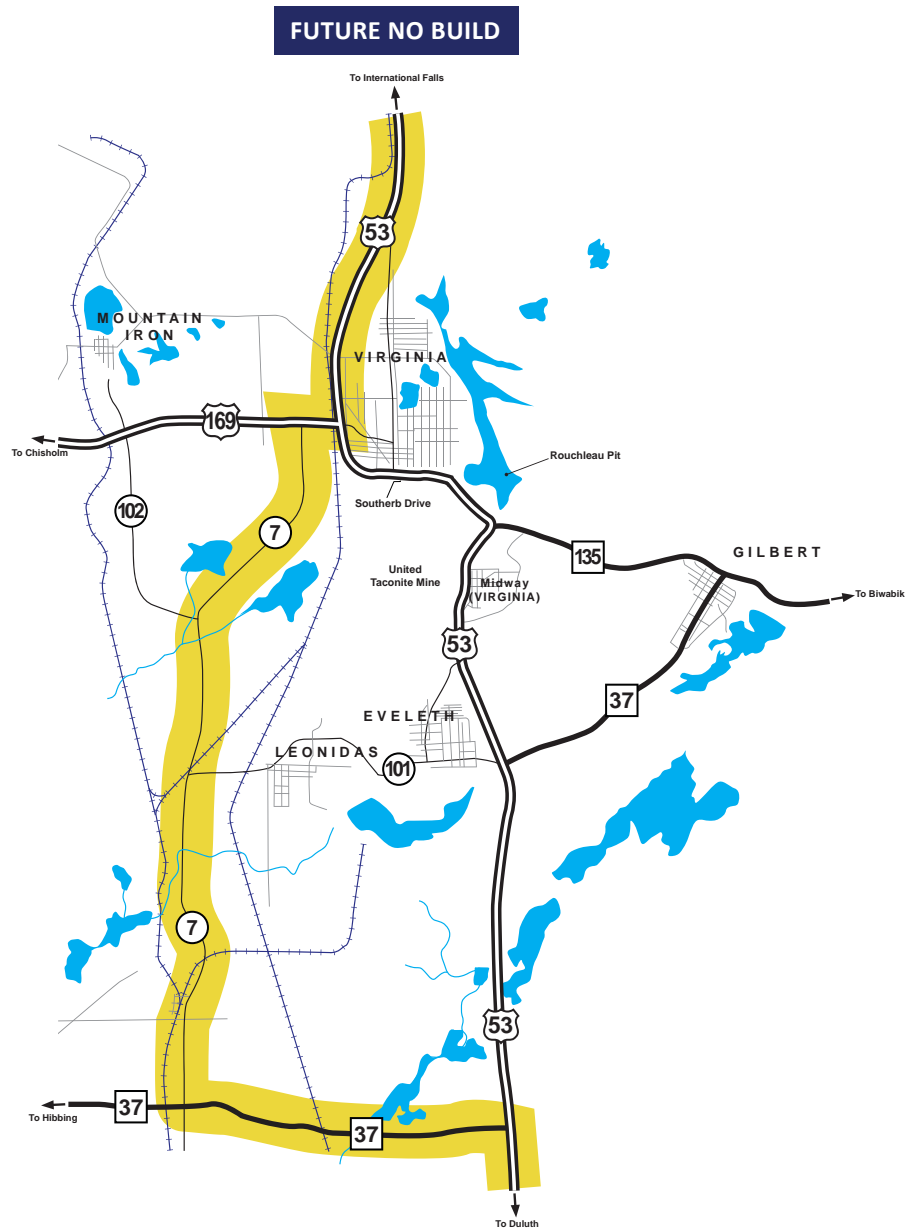 FUTURE NO BUILD
To International Falls
53
MOUNTAIN
IRON
VIRGINIA
169
To Chisholm
Rouchleau Pit
Southerb Drive
102
7
135
GILBERT
United
Taconite Mine
Midway
(VIRGINIA)
To Biwabik
53
37
EVELETH
LEONIDAS
101
7
53
37
To Hibbing
37
To Duluth